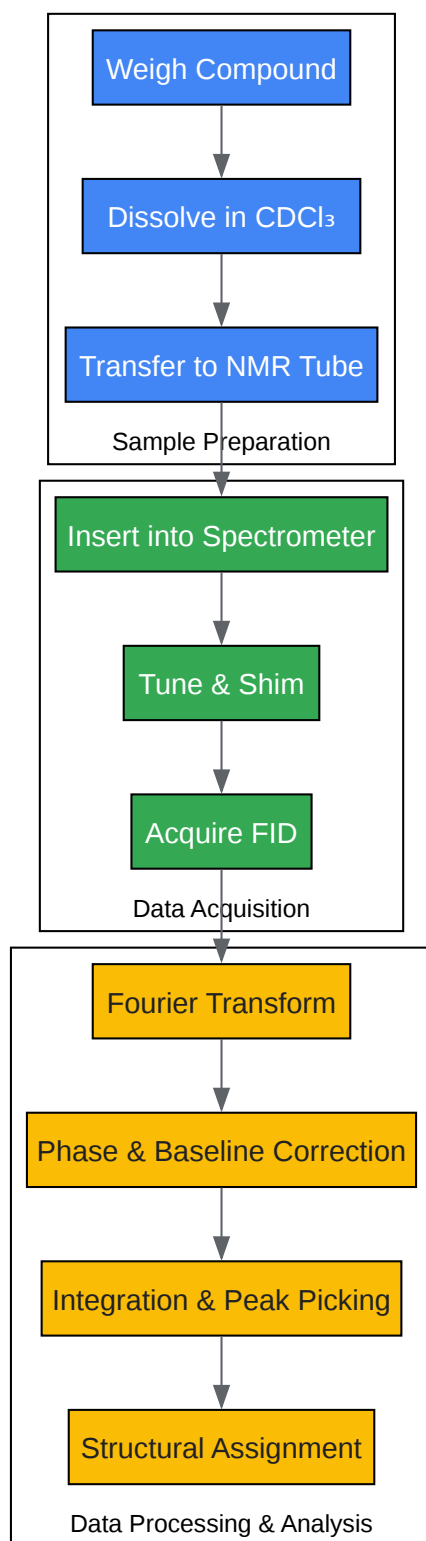 Weigh Compound
Dissolve in CDCl₃
Transfer to NMR Tube
Sample Preparation
Insert into Spectrometer
Tune & Shim
Acquire FID
Data Acquisition
Fourier Transform
Phase & Baseline Correction
Integration & Peak Picking
Structural Assignment
Data Processing & Analysis